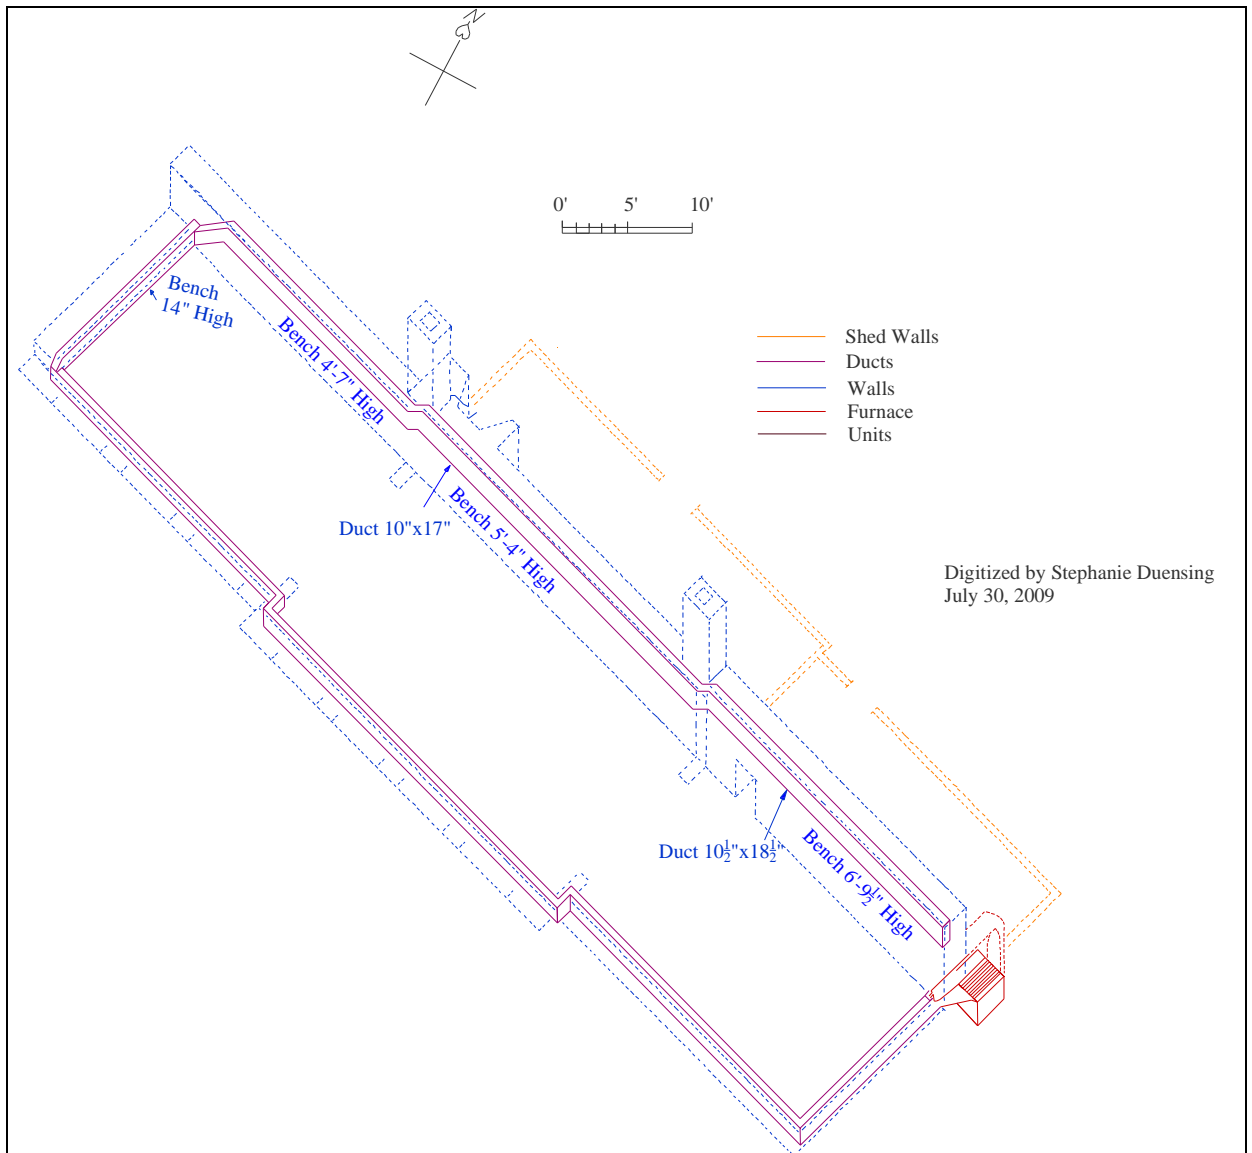 N
0' 5' 10'
Bench
14" High
Bench 4'-7" High
Shed Walls
Ducts
Walls
Furnace
Units
Duct 10"x17"
Bench 5'-4" High
Digitized by Stephanie Duensing
July 30, 2009
Duct 10½"x18½"
Bench 6'-9½" High